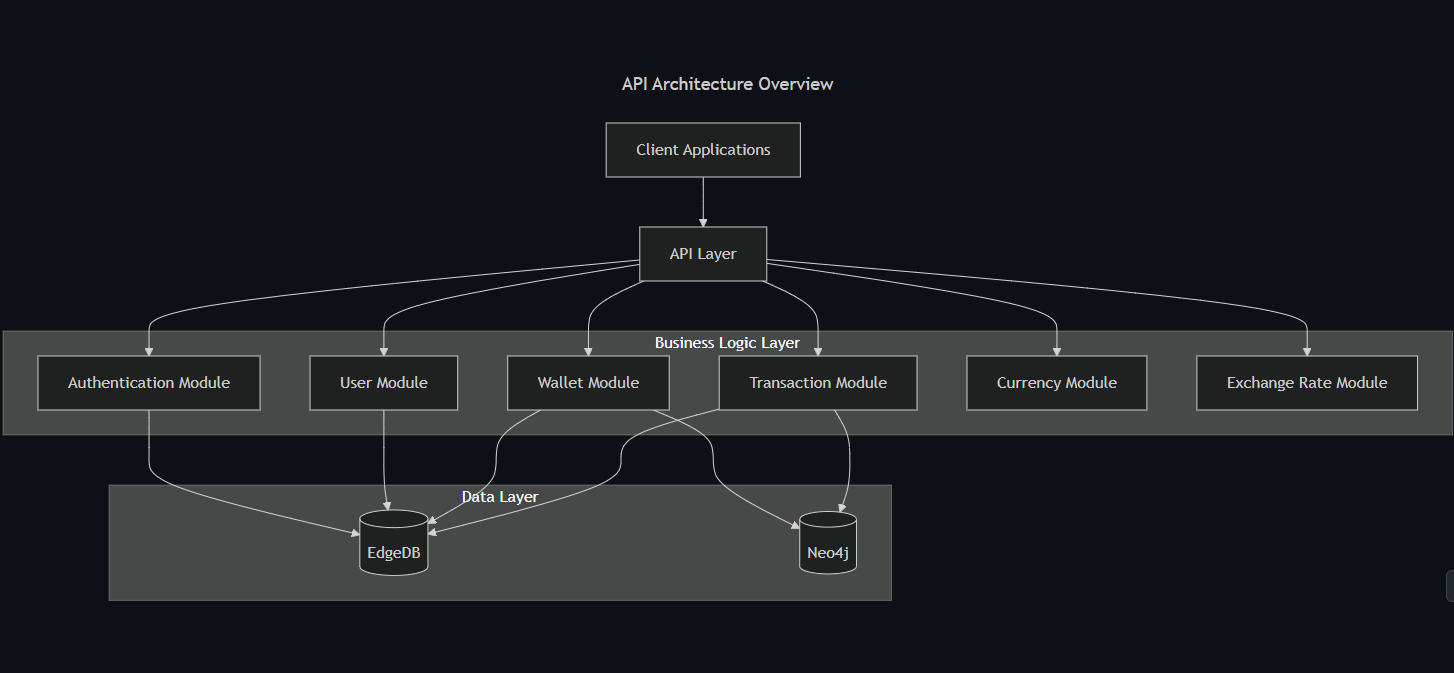 API Architecture Overview
Client Applications
API Layer
Business Logic Layer
Authentication Module
User Module
Wallet Module
Transaction Module
Currency Module
Exchange Rate Module
Data Layer
EdgeDB
Neo4j